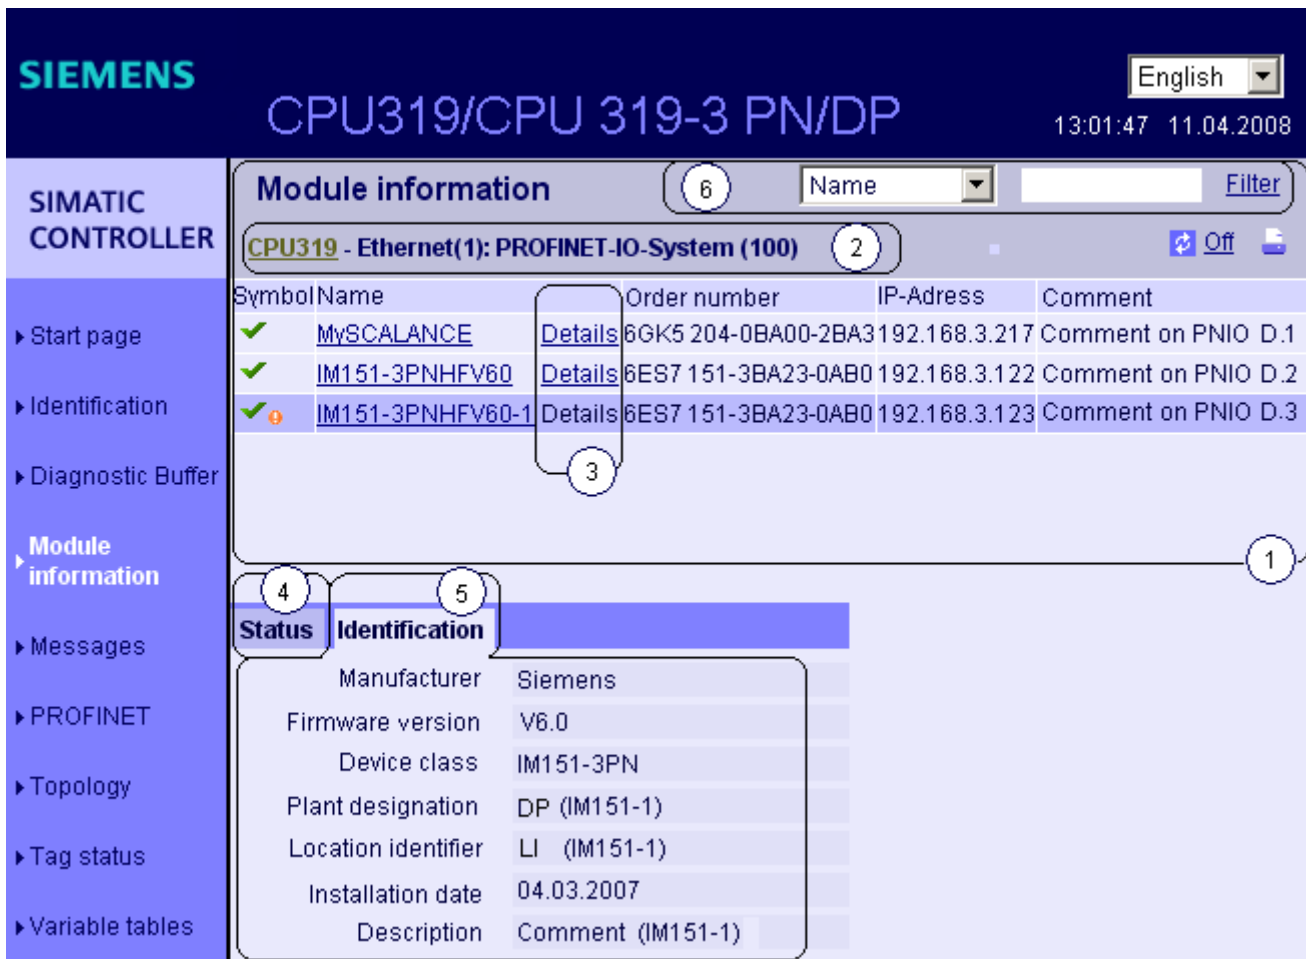 SIEMENS
English
CPU319/CPU 319-3 PN/DP
13:01:47 11.04.2008
SIMATIC
CONTROLLER
Module information
6
Name
Filter
CPU319 - Ethernet(1): PROFINET-IO-System (100)
2
Off
Symbol Name Order number IP-Adress Comment
MySCALANCE Details 6GK5 204-0BA00-2BA3 192.168.3.217 Comment on PNIO D.1
IM151-3PNHFV60 Details 6ES7 151-3BA23-0AB0 192.168.3.122 Comment on PNIO D.2
IM151-3PNHFV60-1 Details 6ES7 151-3BA23-0AB0 192.168.3.123 Comment on PNIO D.3
3
1
Start page
Identification
Diagnostic Buffer
Module
information
Messages
PROFINET
Topology
Tag status
Variable tables
4
5
Status Identification
Manufacturer Siemens
Firmware version V6.0
Device class IM151-3PN
Plant designation DP (IM151-1)
Location identifier LI (IM151-1)
Installation date 04.03.2007
Description Comment (IM151-1)